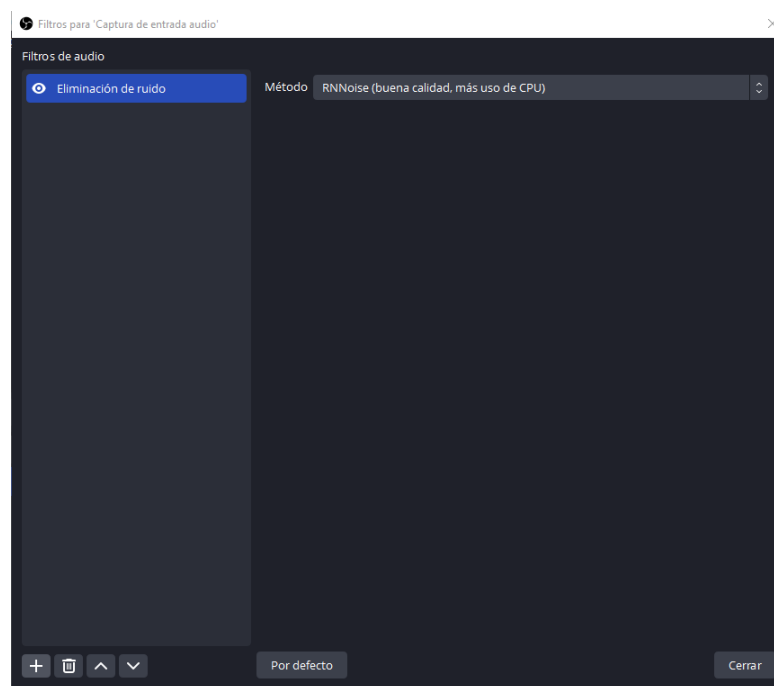 Filtros para 'Captura de entrada audio'
Filtros de audio
Eliminación de ruido
Método RNNoise (buena calidad, más uso de CPU)
Por defecto
Cerrar